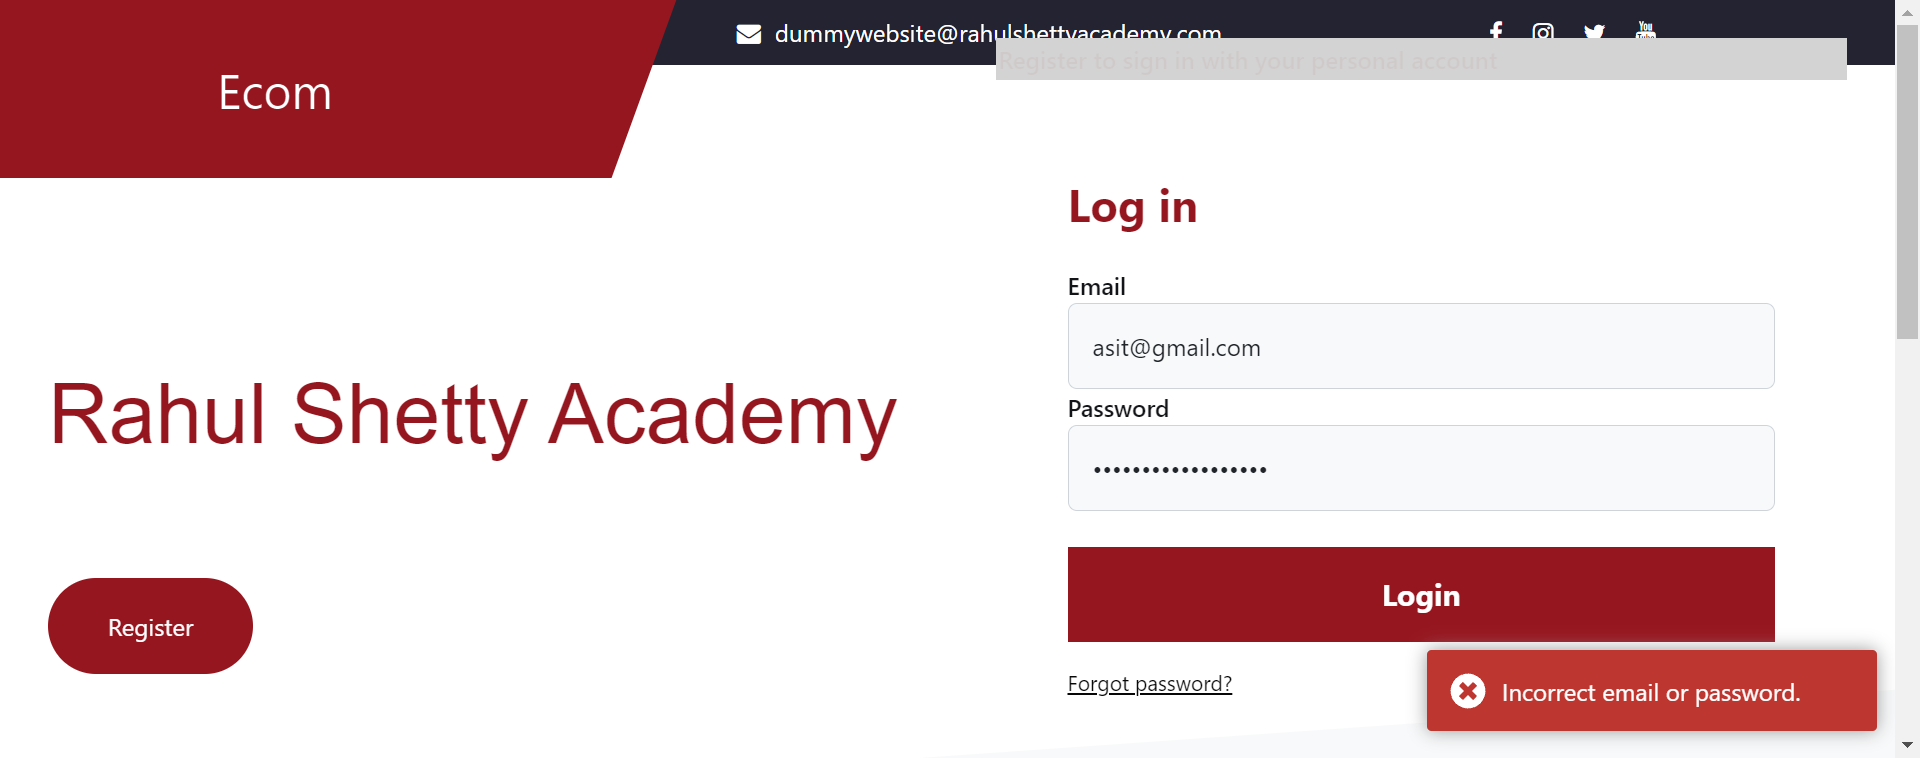 Ecom
dummywebsite@rahulshettyacademy.com
Register to sign in with your personal account
Log in
Email
asit@gmail.com
Password
••••••••••••••••••
Login
Forgot password?
Rahul Shetty Academy
Register
Incorrect email or password.